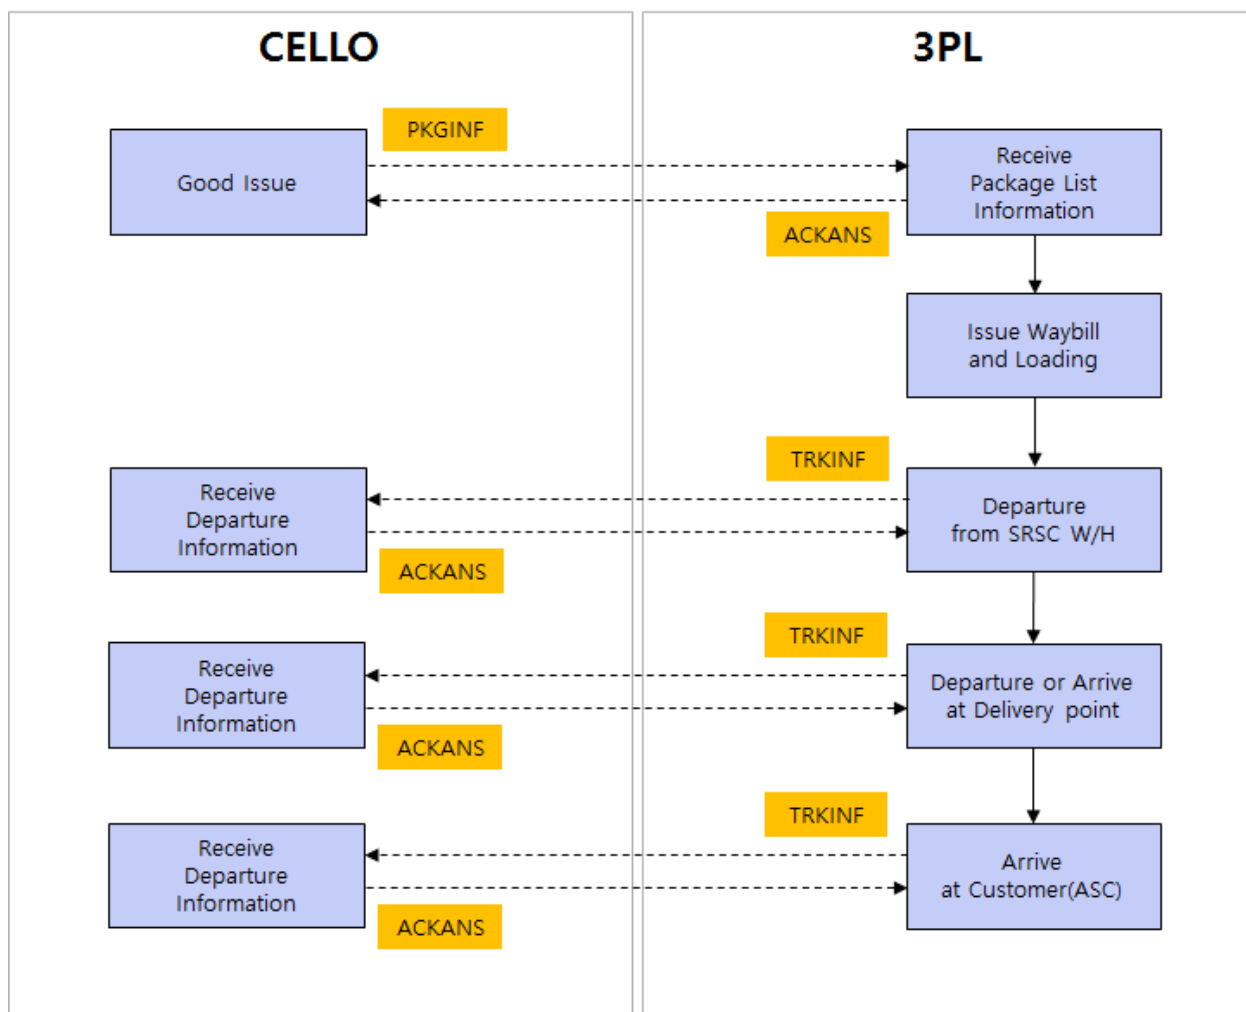 CELLO
3PL
PKGINF
Good Issue
Receive
Package List
Information
ACKANS
Issue Waybill
and Loading
TRKINF
Receive
Departure
Information
Departure
from SRSC W/H
ACKANS
TRKINF
Receive
Departure
Information
Departure or Arrive
at Delivery point
ACKANS
TRKINF
Receive
Departure
Information
Arrive
at Customer(ASC)
ACKANS